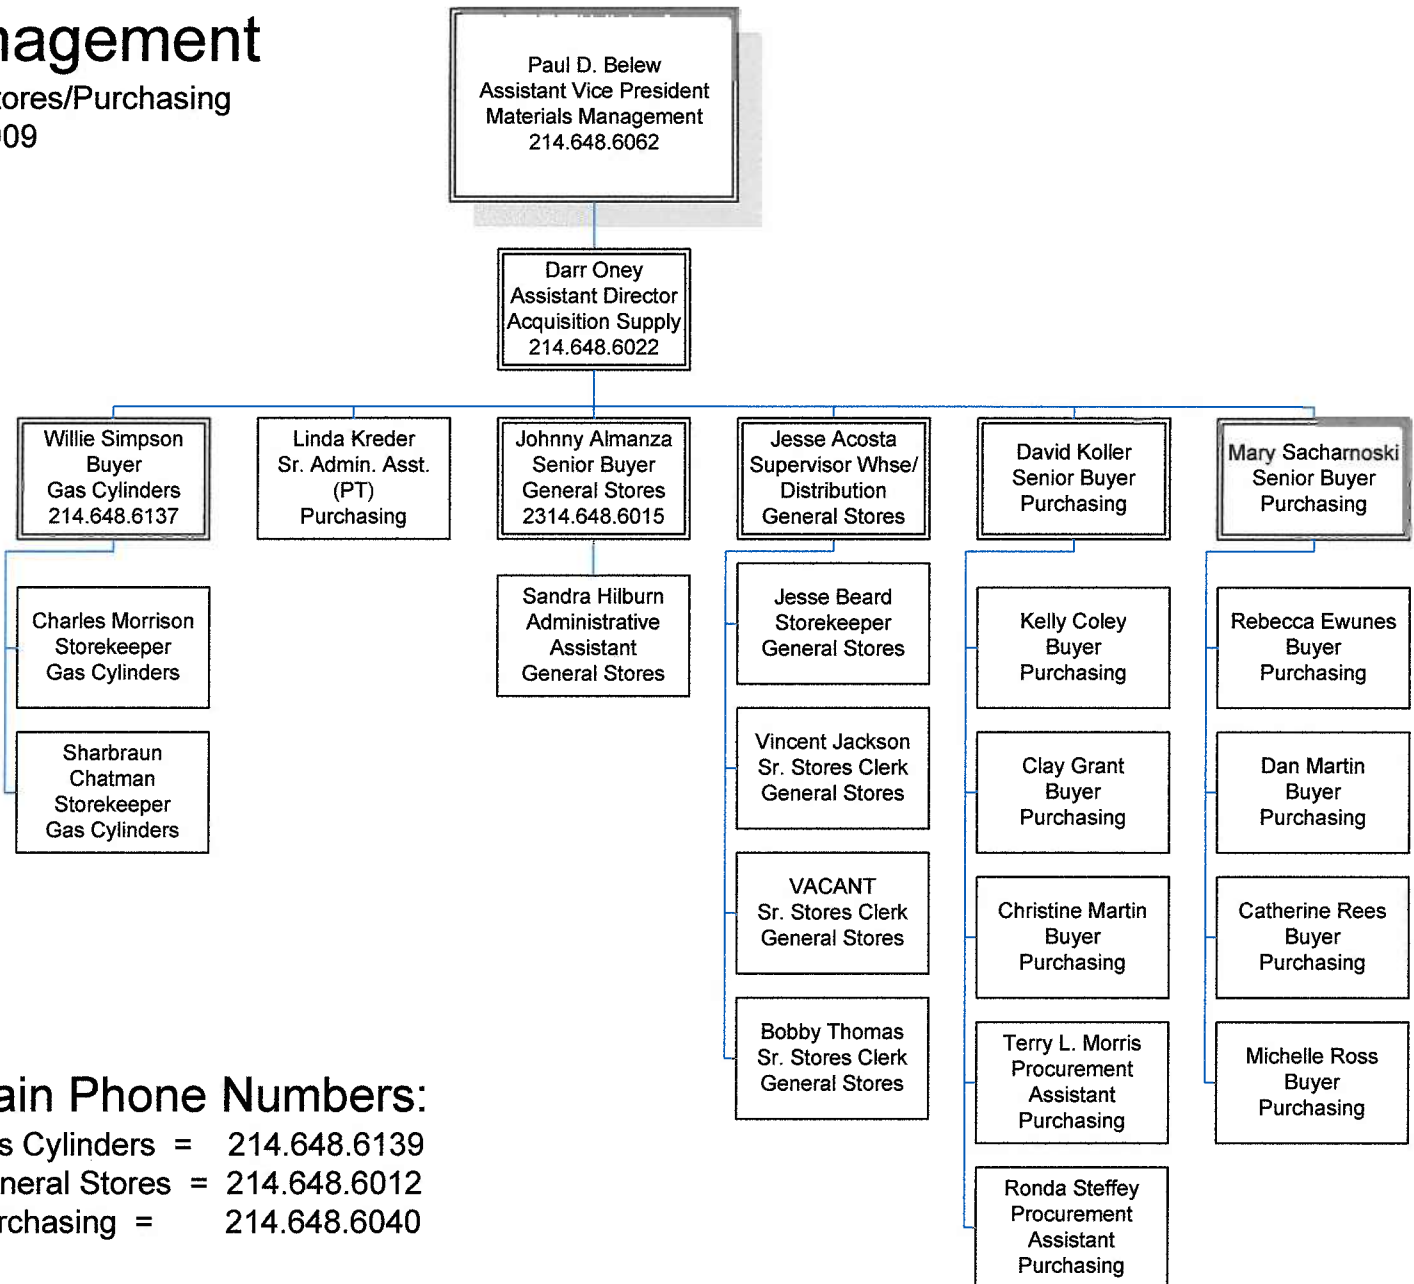 nagement
tores/Purchasing
009
Paul D. Belew
Assistant Vice President
Materials Management
214.648.6062
Darr Oney
Assistant Director
Acquisition Supply
214.648.6022
Willie Simpson
Buyer
Gas Cylinders
214.648.6137
Linda Kreder
Sr. Admin. Asst.
(PT)
Purchasing
Johnny Almanza
Senior Buyer
General Stores
2314.648.6015
Jesse Acosta
Supervisor Whse/
Distribution
General Stores
David Koller
Senior Buyer
Purchasing
Mary Sacharnoski
Senior Buyer
Purchasing
Charles Morrison
Storekeeper
Gas Cylinders
Sharbraun
Chatman
Storekeeper
Gas Cylinders
Sandra Hilburn
Administrative
Assistant
General Stores
Jesse Beard
Storekeeper
General Stores
Vincent Jackson
Sr. Stores Clerk
General Stores
VACANT
Sr. Stores Clerk
General Stores
Bobby Thomas
Sr. Stores Clerk
General Stores
Kelly Coley
Buyer
Purchasing
Clay Grant
Buyer
Purchasing
Christine Martin
Buyer
Purchasing
Terry L. Morris
Procurement
Assistant
Purchasing
Ronda Steffey
Procurement
Assistant
Purchasing
Rebecca Ewunes
Buyer
Purchasing
Dan Martin
Buyer
Purchasing
Catherine Rees
Buyer
Purchasing
Michelle Ross
Buyer
Purchasing
ain Phone Numbers:
s Cylinders = 214.648.6139
neral Stores = 214.648.6012
rchasing = 214.648.6040